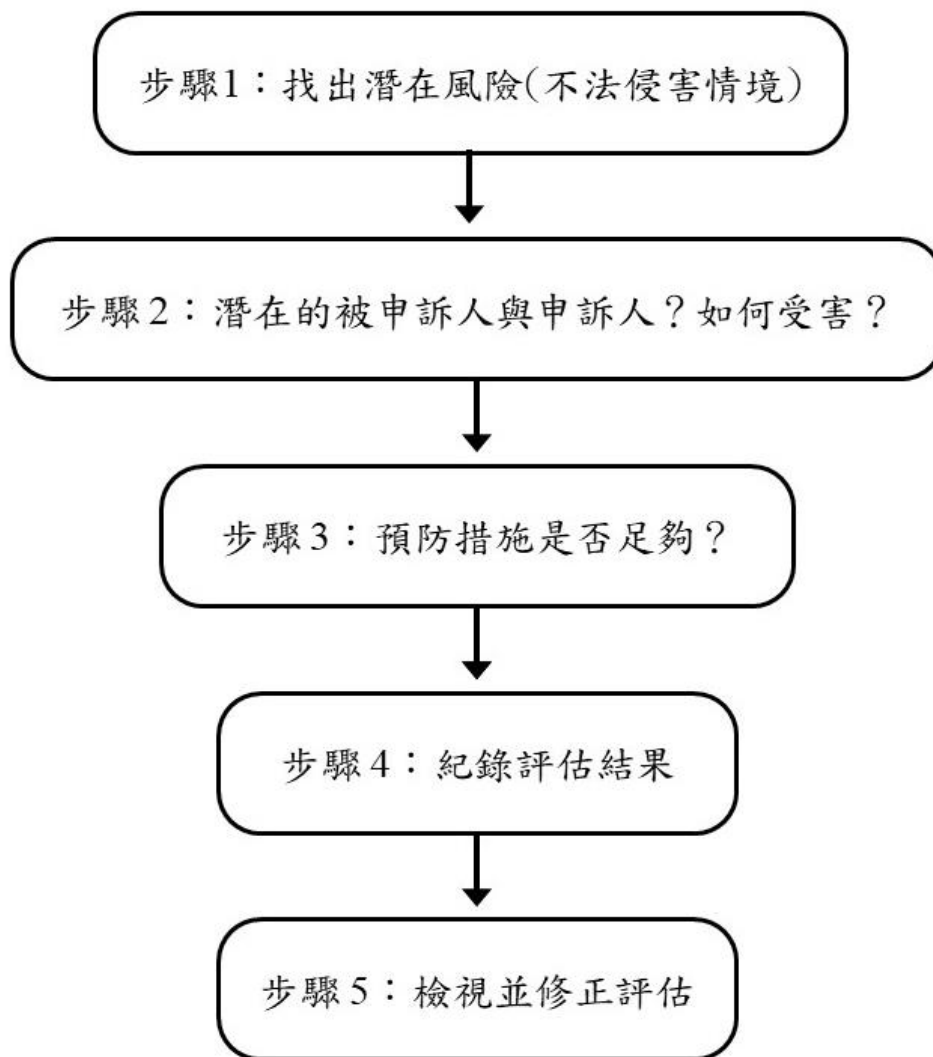 步驟1：找出潛在風險(不法侵害情境)
步驟2：潛在的被申訴人與申訴人？如何受害？
步驟3：預防措施是否足夠？
步驟4：紀錄評估結果
步驟5：檢視並修正評估